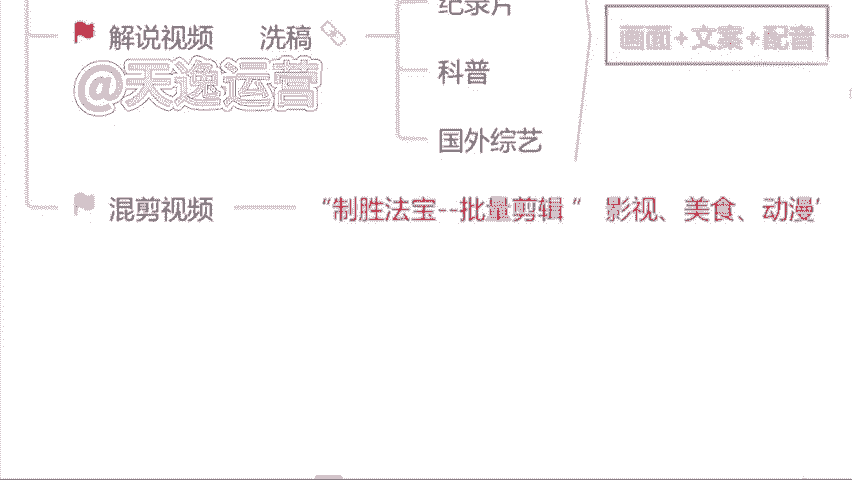 纪录片
解说视频 洗稿
画面+文案+配音
科普
@天逸运营
国外综艺
混剪视频 “制胜法宝--批量剪辑 ” 影视、美食、动漫’